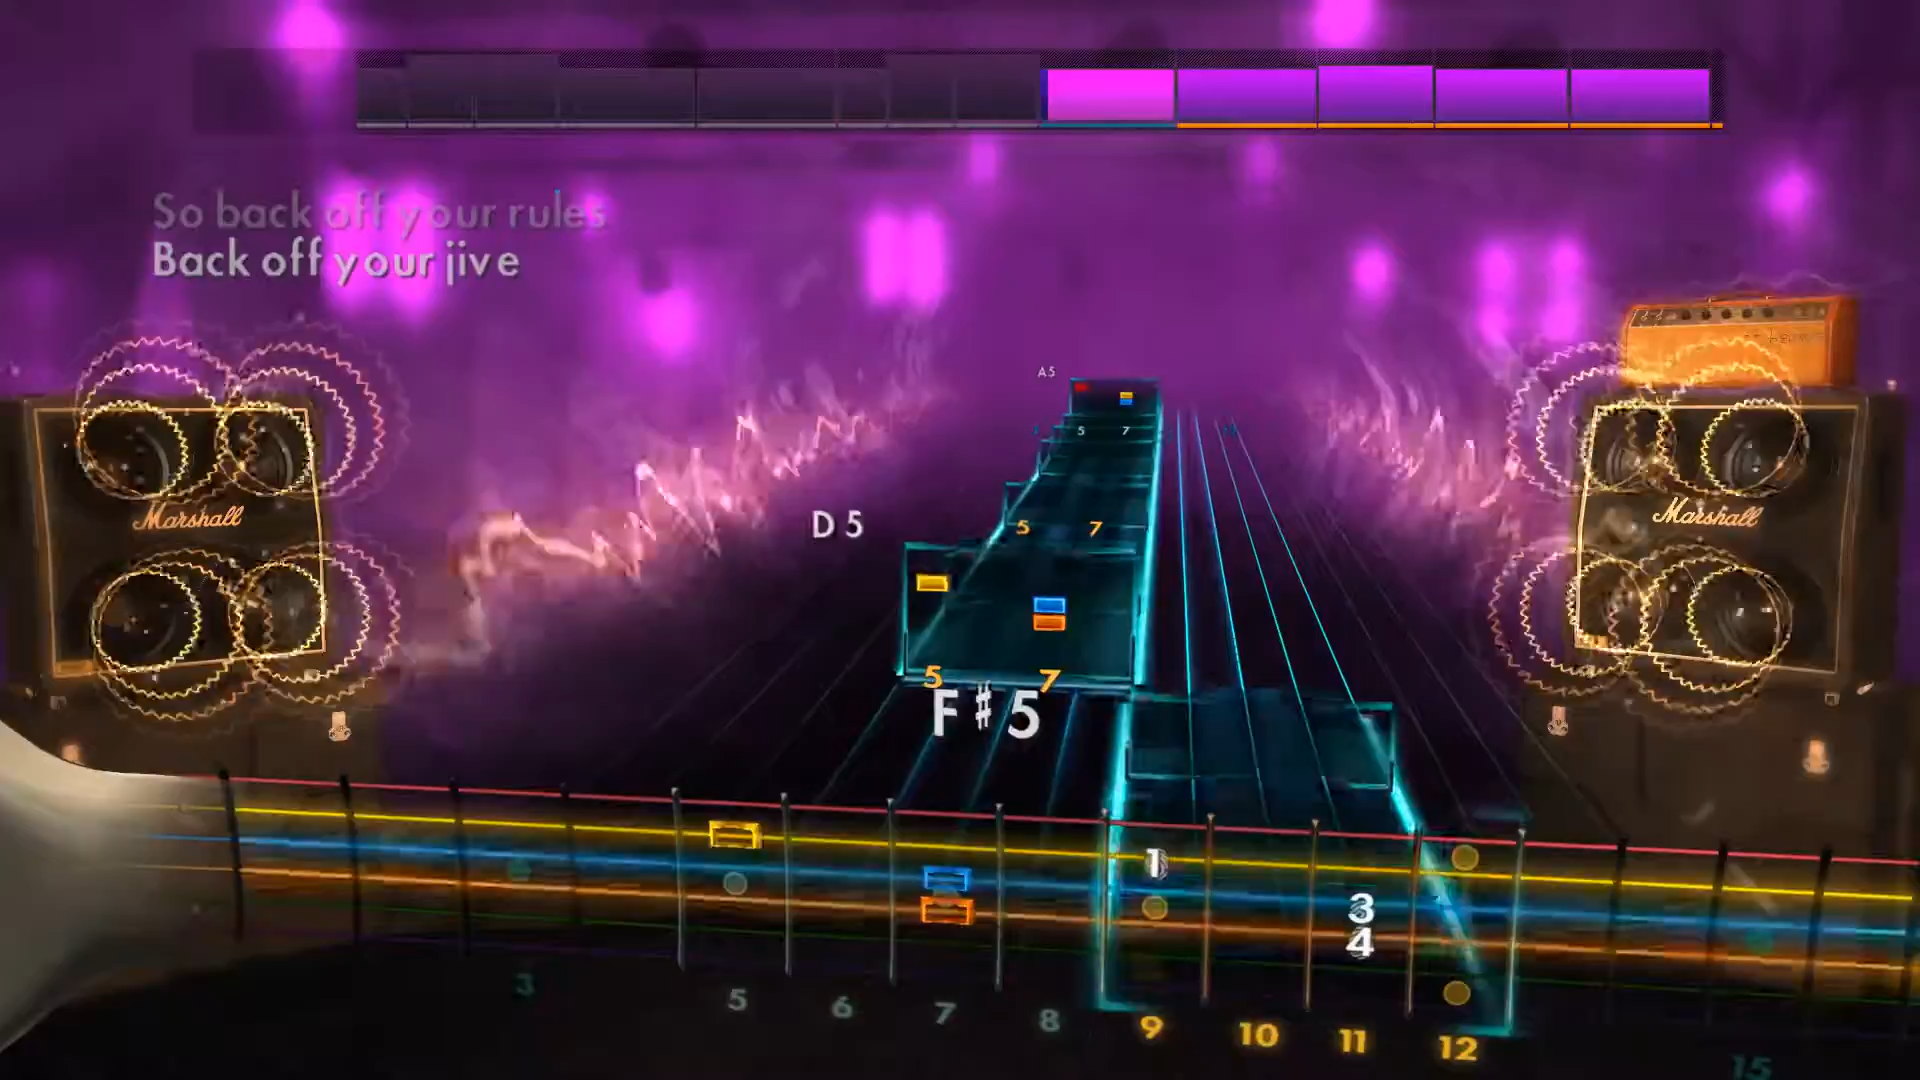 So back off your rules
Back off your jive
A5
5 7
Marshall
D 5
5 7
Marshall
5 7
F # 5
1
3
4
3 5 6 7 8 9 10 11 12 15